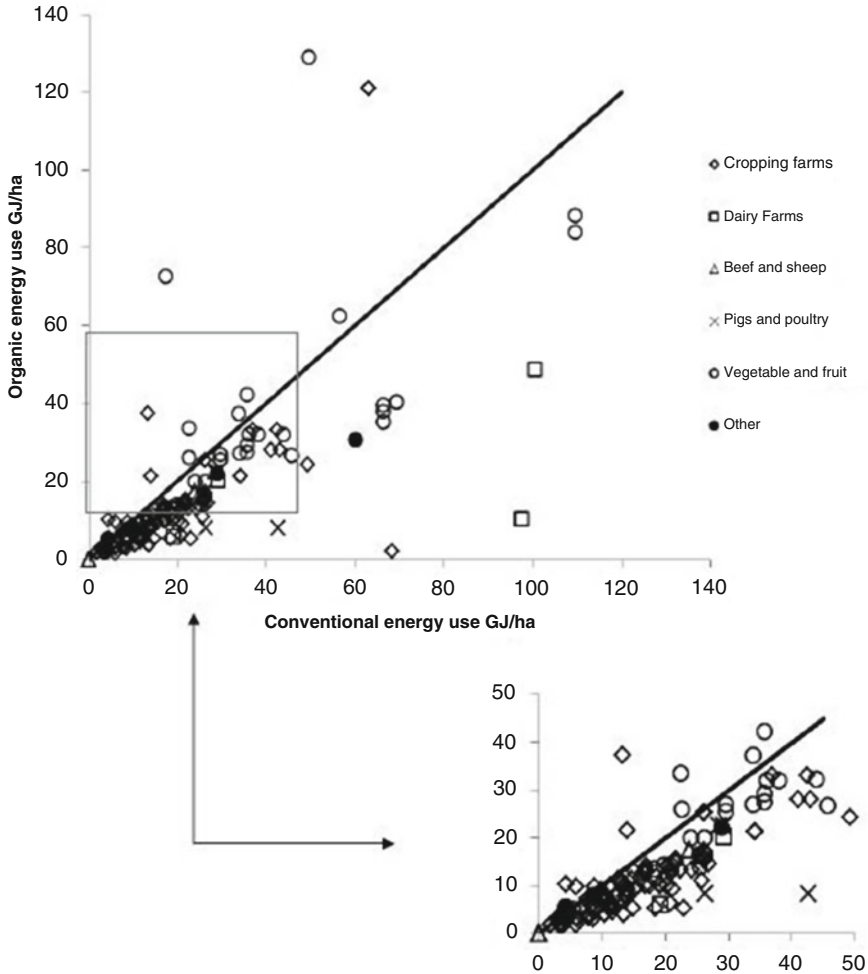 140
120
100
80
60
40
20
0
Organic energy use GJ/ha
0 20 40 60 80 100 120 140
Conventional energy use GJ/ha
Cropping farms
Dairy Farms
Beef and sheep
Pigs and poultry
Vegetable and fruit
Other
50
40
30
20
10
0
0 10 20 30 40 50